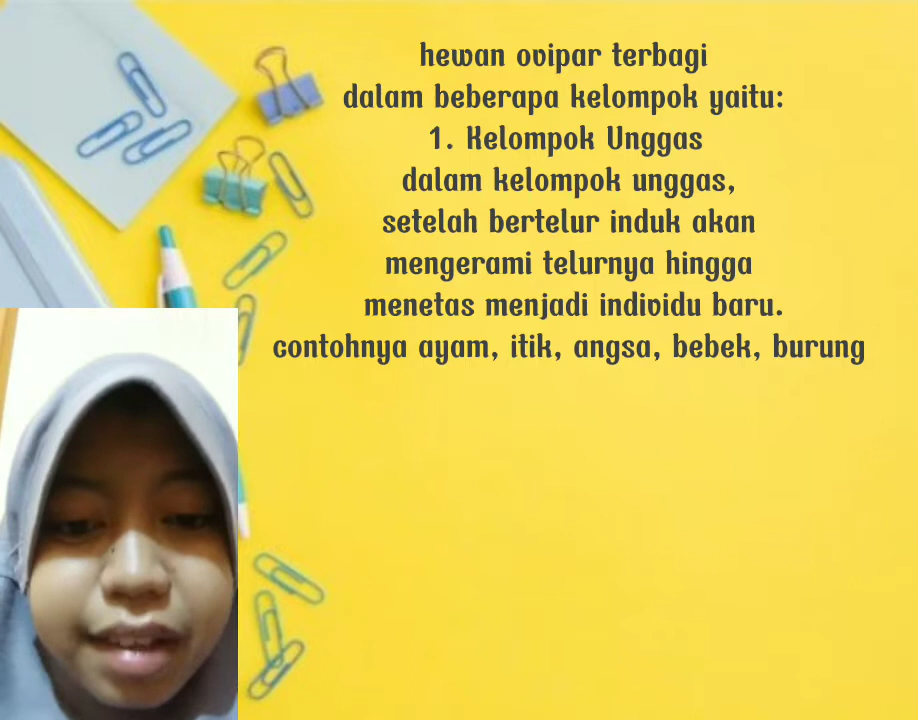 hewan ovipar terbagi
dalam beberapa kelompok yaitu:
1. Kelompok Unggas
dalam kelompok unggas,
setelah bertelur induk akan
mengerami telurnya hingga
menetas menjadi individu baru.
contohnya ayam, itik, angsa, bebek, burung